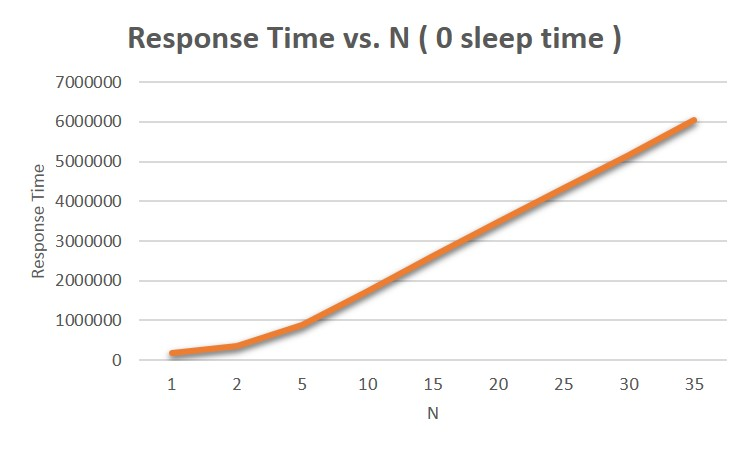 Response Time vs. N ( 0 sleep time )
7000000
6000000
5000000
4000000
3000000
2000000
1000000
0
Response Time
1 2 5 10 15 20 25 30 35
N